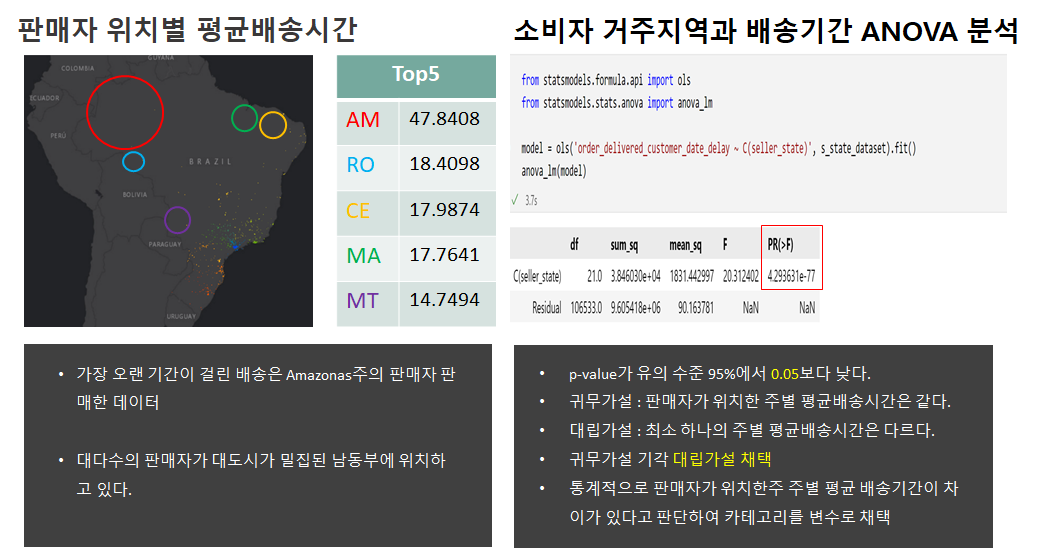 판매자 위치별 평균배송시간
COLOMBIA
GUYANA
ECUADOR
PERÚ
BRAZIL
BOLIVIA
PARAGUAY
URUGUAY
Top5
AM 47.8408
RO 18.4098
CE 17.9874
MA 17.7641
MT 14.7494
• 가장 오랜 기간이 걸린 배송은 Amazonas주의 판매자 판
매한 데이터
• 대다수의 판매자가 대도시가 밀집된 남동부에 위치하
고 있다.
소비자 거주지역과 배송기간 ANOVA 분석
from statsmodels.formula.api import ols
from statsmodels.stats.anova import anova_lm
model = ols('order_delivered_customer_date_delay ~ C(seller_state)', s_state_dataset).fit()
anova_lm(model)
✓ 3.7s
df sum_sq mean_sq F PR(>F)
C(seller_state) 21.0 3.846030e+04 1831.442997 20.312402 4.293631e-77
Residual 106533.0 9.605418e+06 90.163781 NaN NaN
• p-value가 유의 수준 95%에서 0.05보다 낮다.
• 귀무가설 : 판매자가 위치한 주별 평균배송시간은 같다.
• 대립가설 : 최소 하나의 주별 평균배송시간은 다르다.
• 귀무가설 기각 대립가설 채택
• 통계적으로 판매자가 위치한주 주별 평균 배송기간이 차
이가 있다고 판단하여 카테고리를 변수로 채택